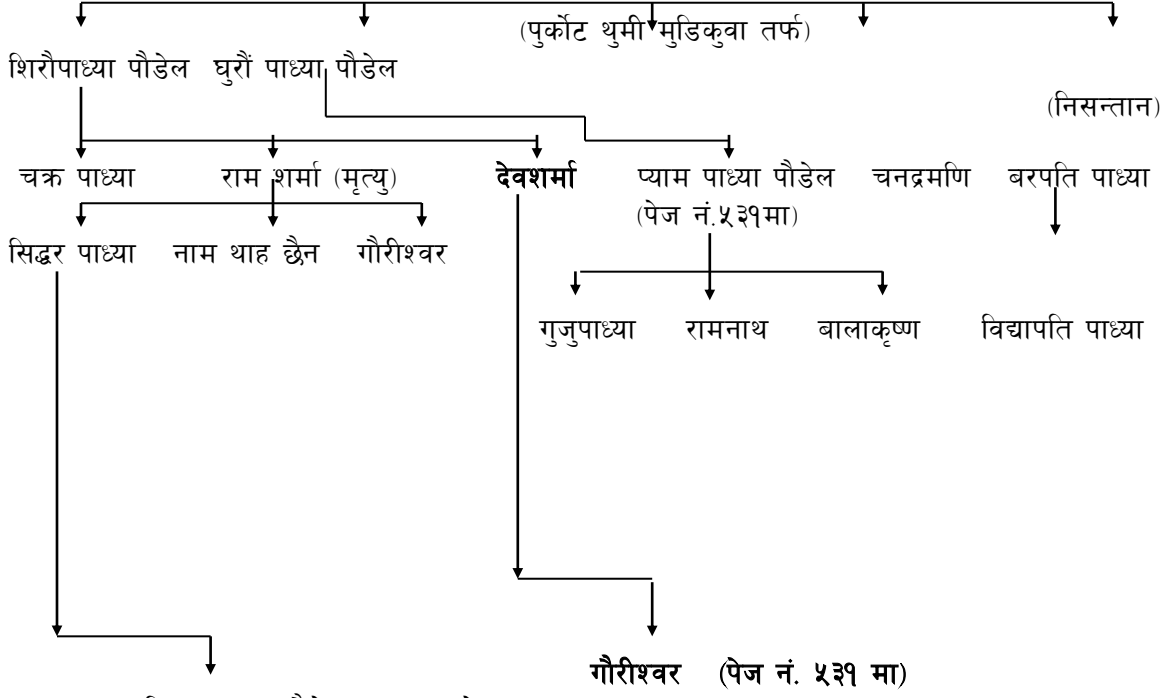 (पुर्कोट थुमी मुडिकुवा तर्फ)
शिरौपाध्या पौडेल घुरौं पाध्या पौडेल
(निसन्तान)
चक्र पाध्या राम शर्मा (मृत्यु) देवशर्मा प्याम पाध्या पौडेल चनद्रमणि बरपति पाध्या
(पेज नं.५३१मा)
सिद्धर पाध्या नाम थाह छैन गौरीश्वर
गुजुपाध्या रामनाथ बालाकृष्ण विद्यापति पाध्या
गौरीश्वर (पेज नं. ५३१ मा)